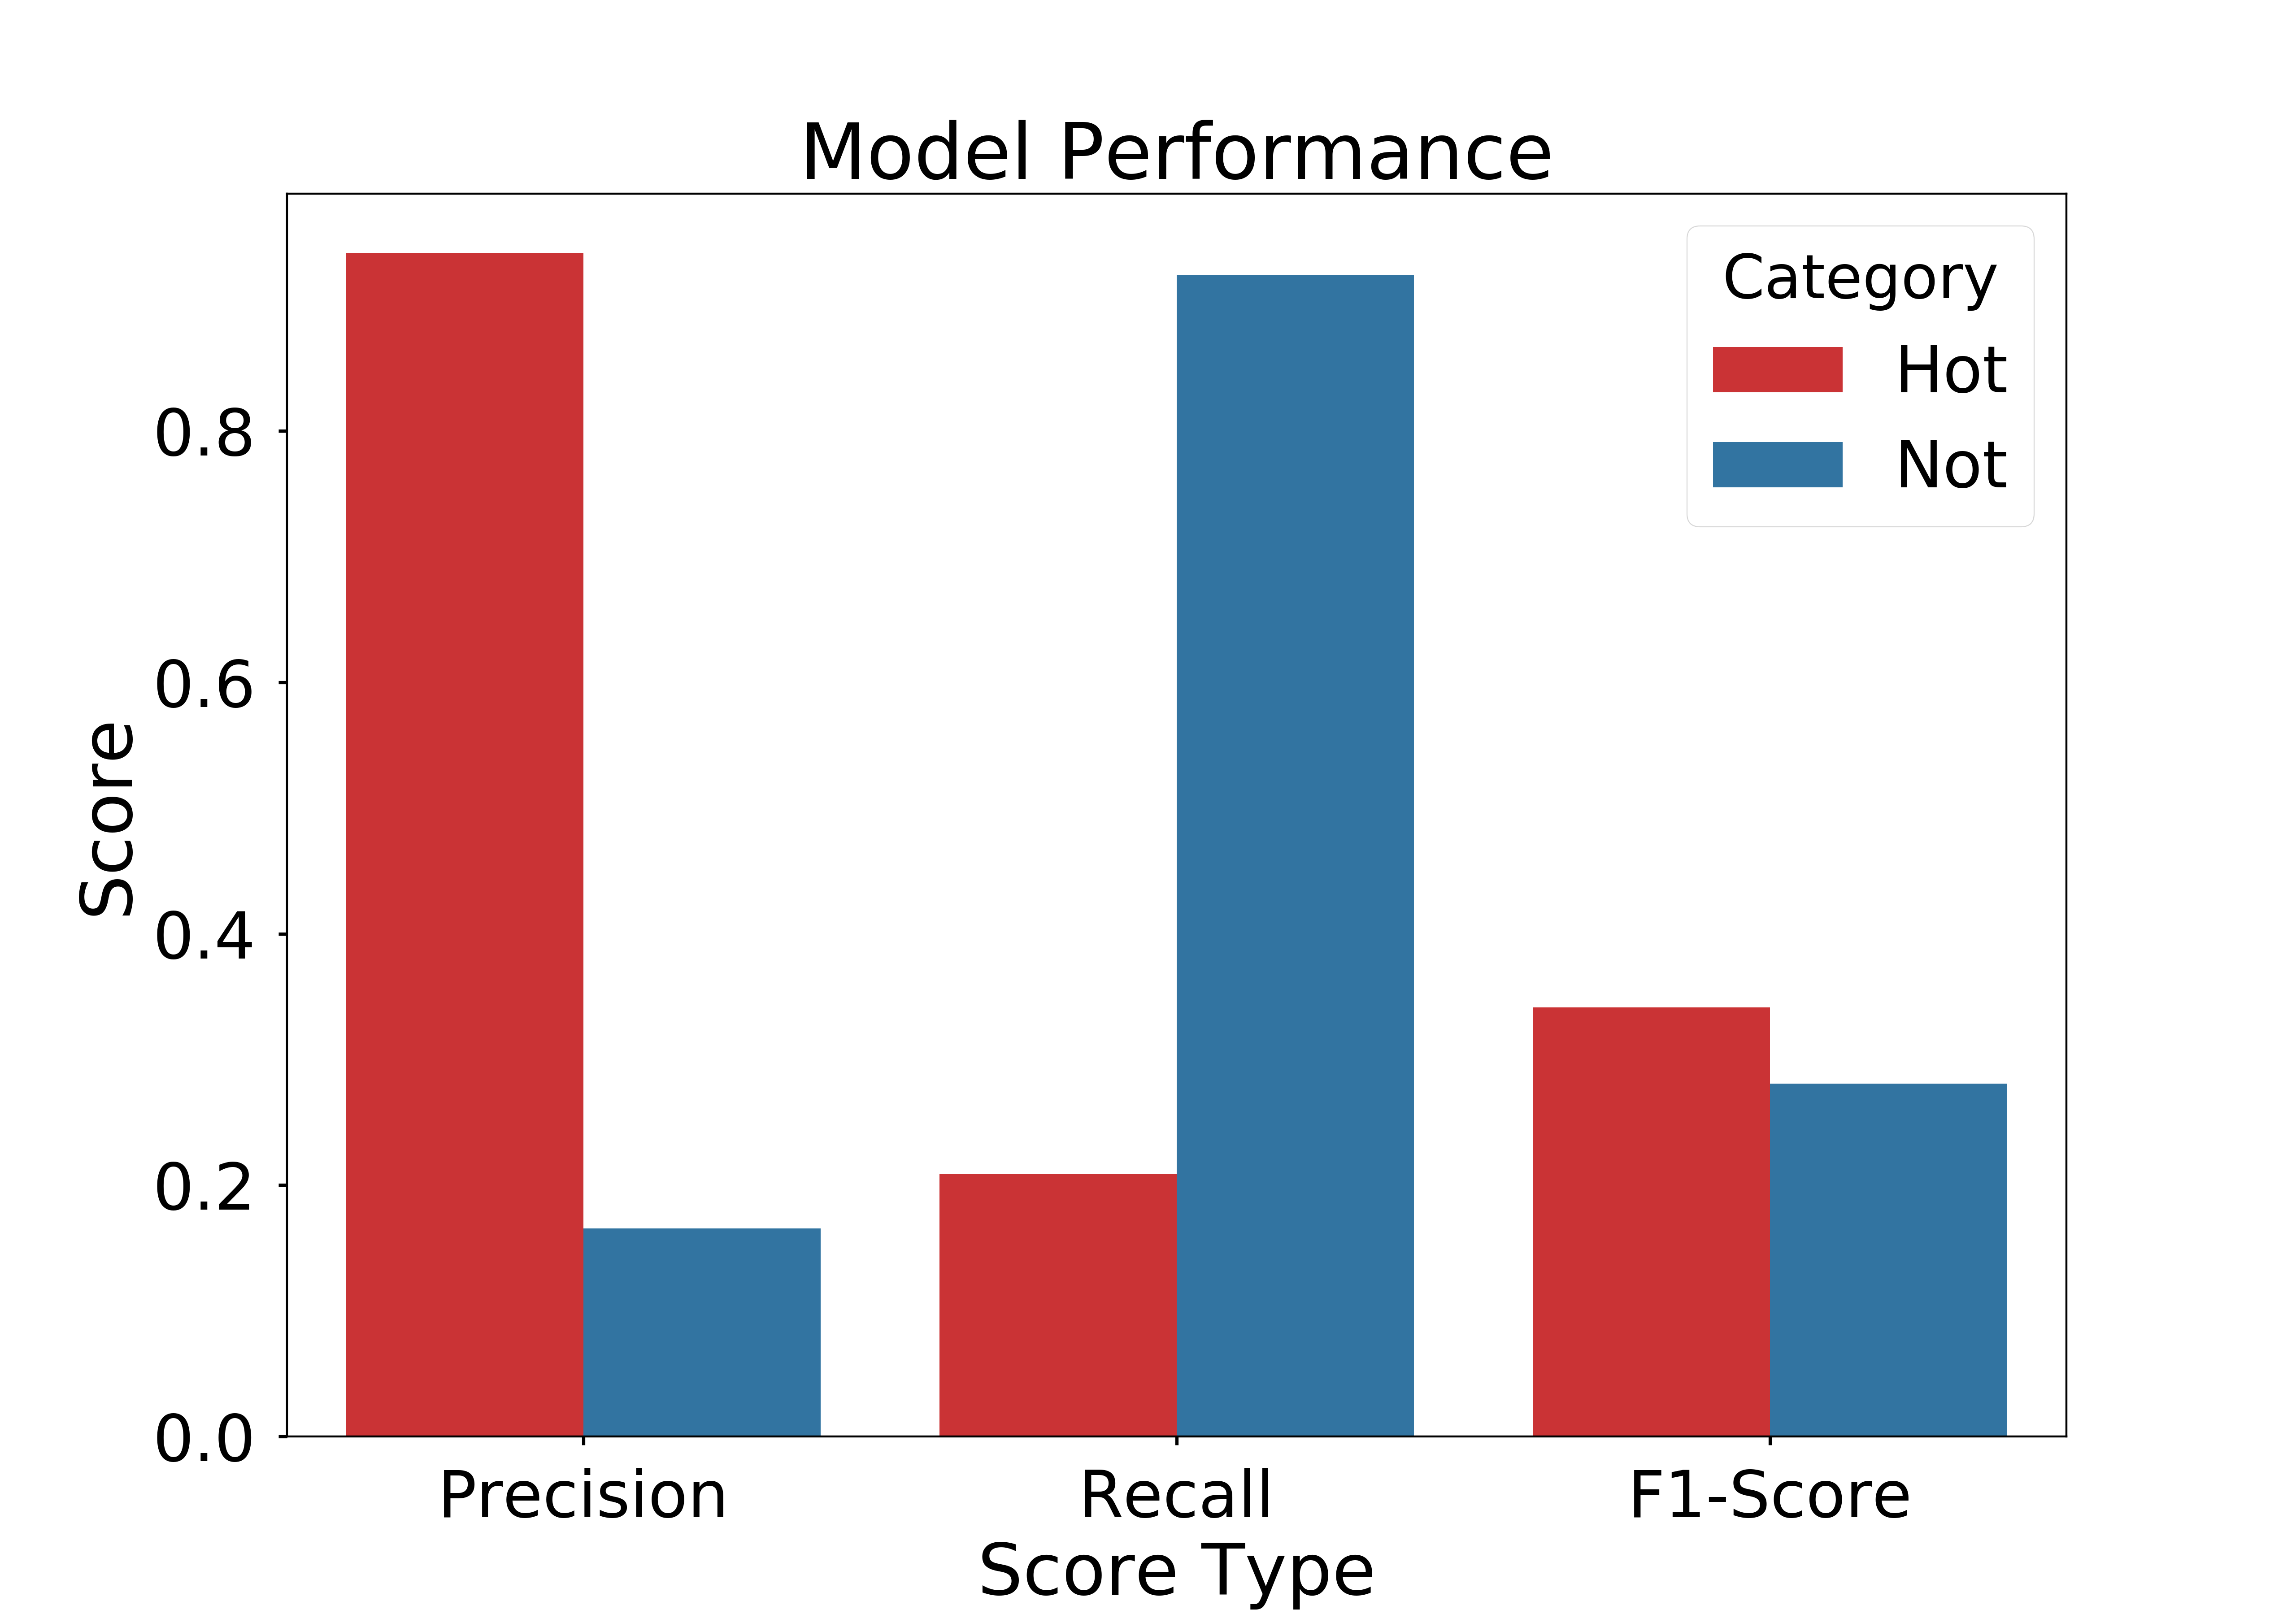 Model Performance
Category
Hot
Not
0.8
0.6
0.4
0.2
0.0
Score
Precision
Recall
F1-Score
Score Type